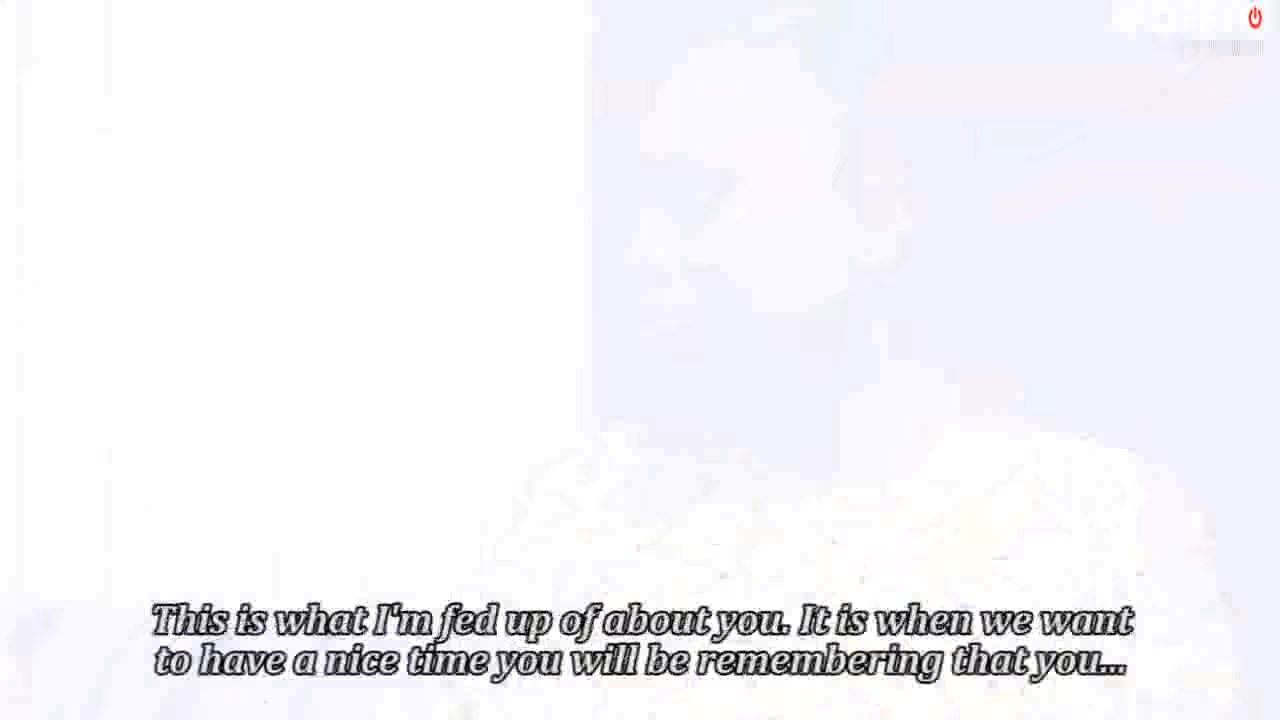 This is what I'm fed up of about you. It is when we want
to have a nice time you will be remembering that you...